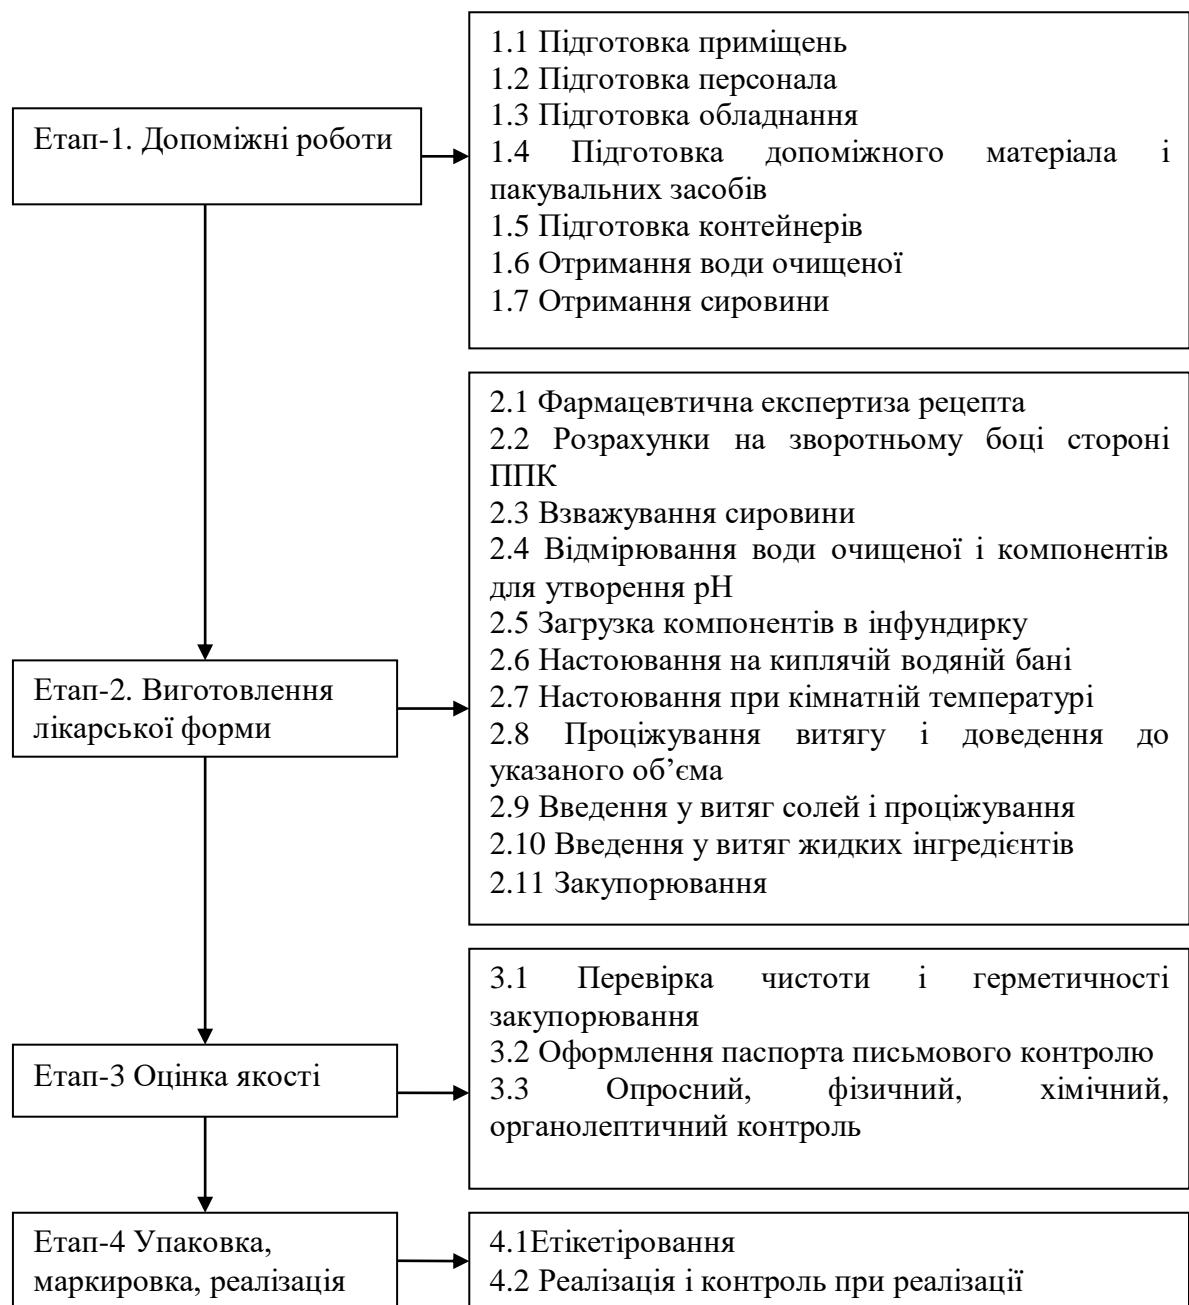 Етап-1. Допоміжні роботи
1.1 Підготовка приміщень
1.2 Підготовка персонала
1.3 Підготовка обладнання
1.4 Підготовка допоміжного матеріала і
пакувальних засобів
1.5 Підготовка контейнерів
1.6 Отримання води очищеної
1.7 Отримання сировини
Етап-2. Виготовлення
лікарської форми
2.1 Фармацевтична експертиза рецепта
2.2 Розрахунки на зворотньому боці стороні
ППК
2.3 Взважування сировини
2.4 Відмірювання води очищеної і компонентів
для утворення рН
2.5 Загрузка компонентів в інфундирку
2.6 Настоювання на киплячій водяній бані
2.7 Настоювання при кімнатній температурі
2.8 Проціжування витягу і доведення до
указаного об’єма
2.9 Введення у витяг солей і проціжування
2.10 Введення у витяг жидких інгредієнтів
2.11 Закупорювання
Етап-3 Оцінка якості
3.1 Перевірка чистоти і герметичності
закупорювання
3.2 Оформлення паспорта письмового контролю
3.3 Опросний, фізичний, хімічний,
органолептичний контроль
Етап-4 Упаковка,
маркировка, реалізація
4.1Етікетіровання
4.2 Реалізація і контроль при реалізації